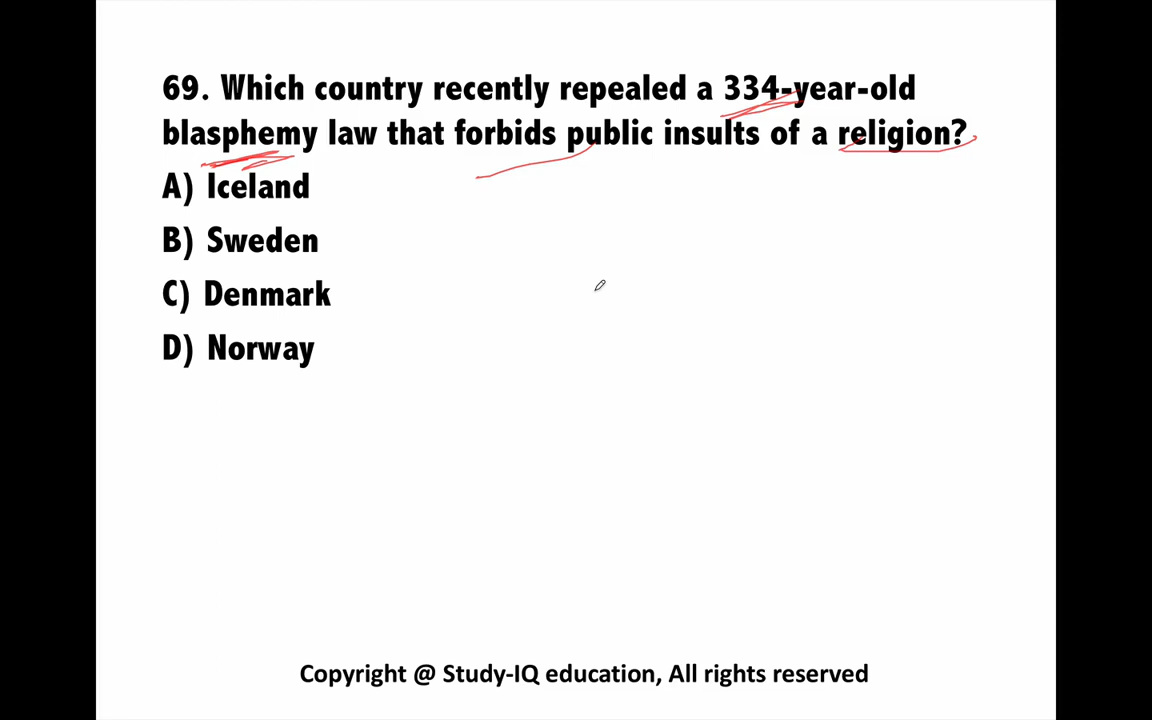 69. Which country recently repealed a 334-year-old
blasphemy law that forbids public insults of a religion?
A) Iceland
B) Sweden
C) Denmark
D) Norway
Copyright @ Study-IQ education, All rights reserved